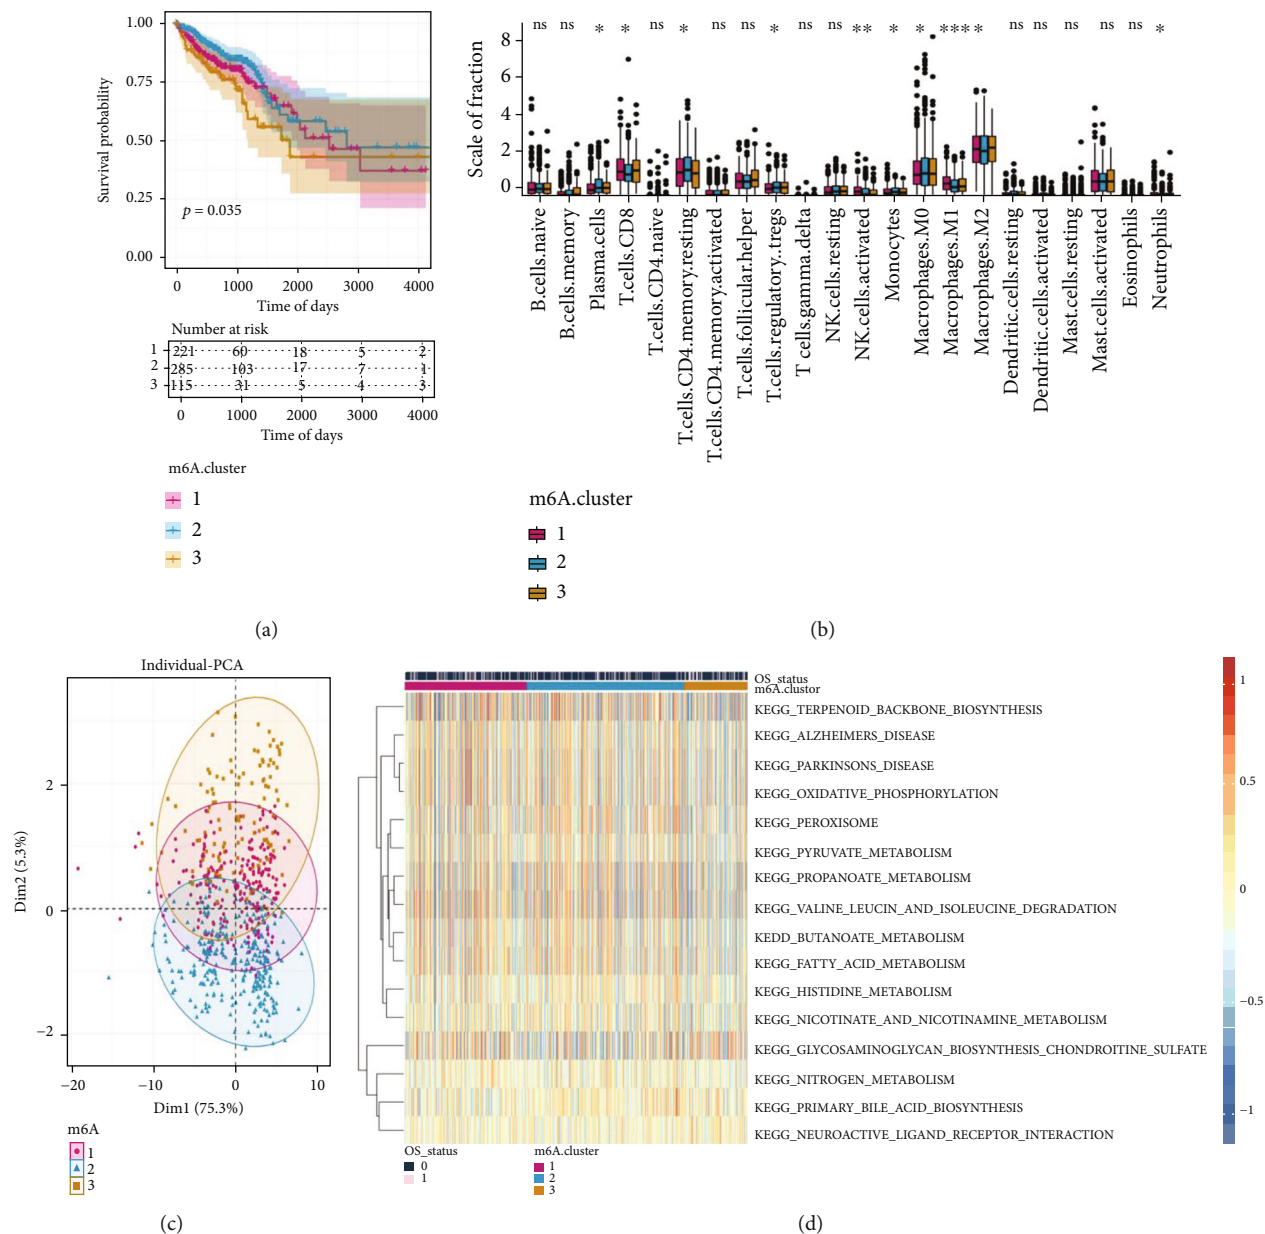 1.00
0.75
0.50
0.25
0.00
Survival probability
p = 0.035
0 1000 2000 3000 4000
Time of days
Number at risk
1 221 60 18 5 2
2 285 103 17 7 1
3 115 31 5 4 3
0 1000 2000 3000 4000
Time of days
m6A.cluster
1
2
3
(a)
ns ns * * ns * ns ns * ns ns ** * * **** ns ns ns ns ns *
8
6
4
2
0
Scale of fraction
B.cells.naive
B.cells.memory
Plasma.cells
T.cells.CD8
T.cells.CD4.naive
T.cells.CD4.memory.resting
T.cells.CD4.memory.activated
T.cells.follicular.helper
T.cells.regulatory..tregs
T cells.gamma.delta
NK.cells.resting
NK.cells.activated
Monocytes
Macrophages.M0
Macrophages.M1
Macrophages.M2
Dendritic.cells.resting
Dendritic.cells.activated
Mast.cells.resting
Mast.cells.activated
Eosinophils
Neutrophils
m6A.cluster
1
2
3
(b)
Individual-PCA
2
0
−2
Dim2 (5.3%)
−20 −10 0 10
Dim1 (75.3%)
m6A
1
2
3
(c)
OS_status
m6A.clustor
KEGG_TERPENOID_BACKBONE_BIOSYNTHESIS
KEGG_ALZHEIMERS_DISEASE
KEGG_PARKINSONS_DISEASE
KEGG_OXIDATIVE_PHOSPHORYLATION
KEGG_PEROXISOME
KEGG_PYRUVATE_METABOLISM
KEGG_PROPANOATE_METABOLISM
KEGG_VALINE_LEUCIN_AND_ISOLEUCINE_DEGRADATION
KEDD_BUTANOATE_METABOLISM
KEGG_FATTY_ACID_METABOLISM
KEGG_HISTIDINE_METABOLISM
KEGG_NICOTINATE_AND_NICOTINAMINE_METABOLISM
KEGG_GLYCOSAMINOGLYCAN_BIOSYNTHESIS_CHONDROITINE_SULFATE
KEGG_NITROGEN_METABOLISM
KEGG_PRIMARY_BILE_ACID_BIOSYNTHESIS
KEGG_NEUROACTIVE_LIGAND_RECEPTOR_INTERACTION
1
0.5
0
−0.5
−1
OS_status
0
1
m6A.cluster
1
2
3
(d)